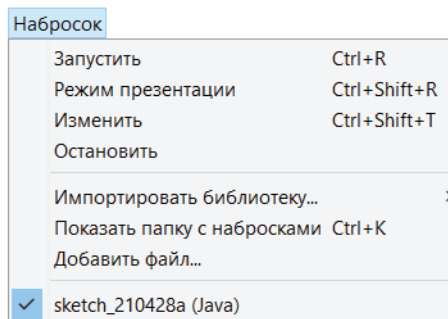 Набросок
Запустить Ctrl+R
Режим презентации Ctrl+Shift+R
Изменить Ctrl+Shift+T
Остановить
Импортировать библиотеку...
Показать папку с набросками Ctrl+K
Добавить файл...
sketch_210428a (Java)